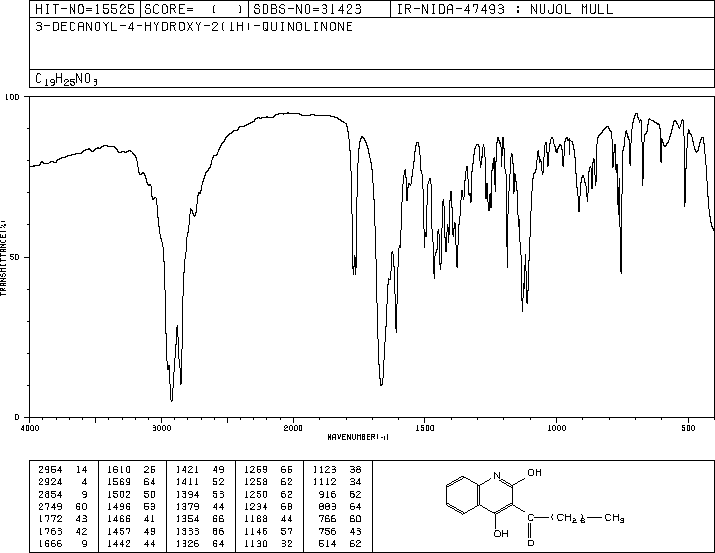 HIT-NO=15525 SCORE= ( ) SDBS-NO=31423 IR-NIDA-47493 : NUJOL MULL
3-DECANOYL-4-HYDROXY-2(1H)-QUINOLINONE
C19H25NO3
100
50
0
TRANSMITTANCE(%)
4000 3000 2000 1500 1000 500
WAVENUMBER(-1)
2954 14 1610 26 1421 49 1269 66 1123 38
2924 4 1569 64 1411 52 1258 62 1112 34
2854 9 1502 50 1394 53 1250 62 916 62
2749 60 1496 53 1379 44 1234 68 883 64
1772 43 1466 41 1354 66 1188 44 766 60
1763 42 1457 49 1333 86 1146 57 756 43
1666 9 1442 44 1326 64 1130 32 514 62
N
OH
OH
C
O
(CH2)8
CH3